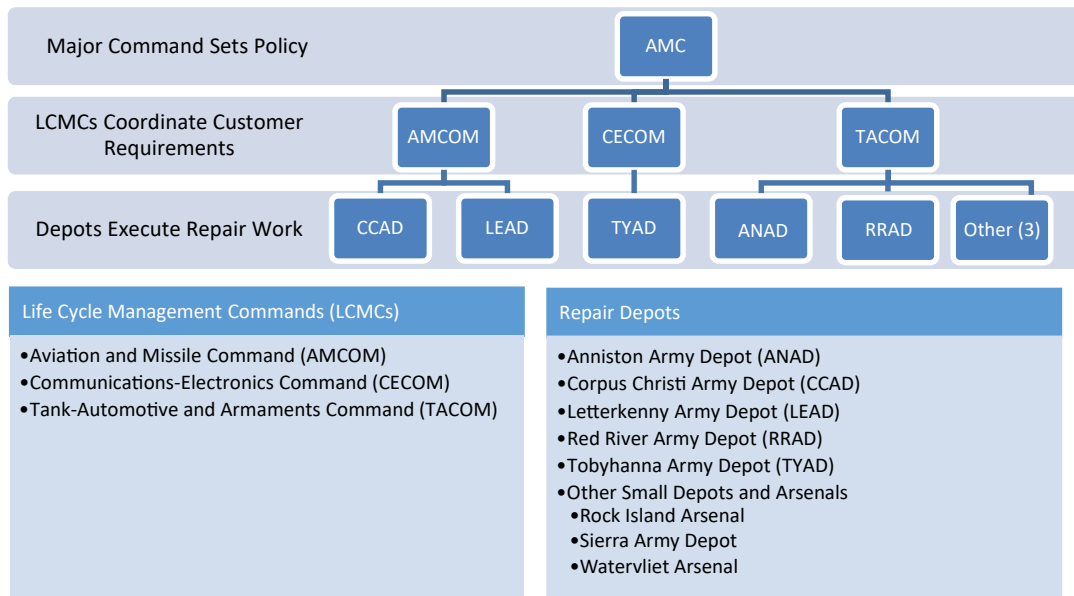 Major Command Sets Policy
AMC
LCMCs Coordinate Customer
Requirements
AMCOM
CECOM
TACOM
Depots Execute Repair Work
CCAD
LEAD
TYAD
ANAD
RRAD
Other (3)
Life Cycle Management Commands (LCMCs)
•Aviation and Missile Command (AMCOM)
•Communications-Electronics Command (CECOM)
•Tank-Automotive and Armaments Command (TACOM)
Repair Depots
•Anniston Army Depot (ANAD)
•Corpus Christi Army Depot (CCAD)
•Letterkenny Army Depot (LEAD)
•Red River Army Depot (RRAD)
•Tobyhanna Army Depot (TYAD)
•Other Small Depots and Arsenals
•Rock Island Arsenal
•Sierra Army Depot
•Watervliet Arsenal